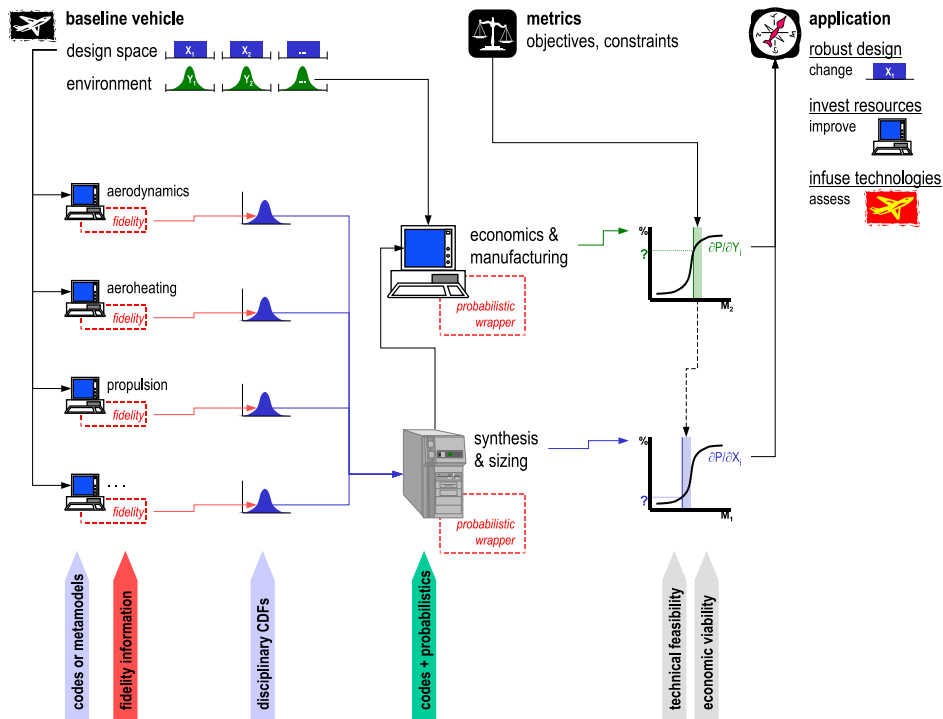 baseline vehicle
design space
X1
X2
...
environment
Y1
Y2
...
metrics
objectives, constraints
application
robust design
change
X1
invest resources
improve
infuse technologies
assess
aerodynamics
fidelity
aeroheating
fidelity
propulsion
fidelity
...
fidelity
economics &
manufacturing
probabilistic
wrapper
synthesis
& sizing
probabilistic
wrapper
%
?
∂P/∂Yi
M2
%
?
∂P/∂Xi
M1
codes or metamodels
fidelity information
disciplinary CDFs
codes + probabilistics
technical feasibility
economic viability